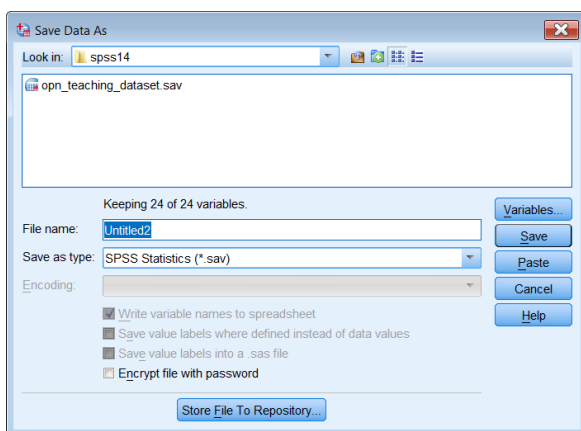 Save Data As
Look in: spss14
opn_teaching_dataset.sav
Keeping 24 of 24 variables.
Variables...
File name: Untitled2
Save
Save as type: SPSS Statistics (*.sav)
Paste
Encoding:
Cancel
Write variable names to spreadsheet
Help
Save value labels where defined instead of data values
Save value labels into a .sas file
Encrypt file with password
Store File To Repository...